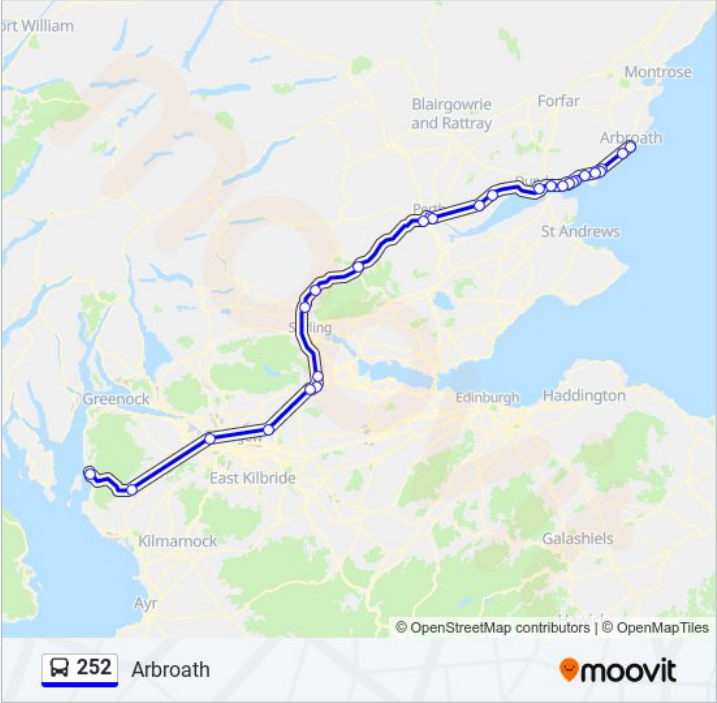 ort William
Montrose
Blairgowrie
and Rattray
Forfar
Arbroath
Perth
St Andrews
Greenock
Edinburgh
Haddington
East Kilbride
Kilmarnock
Galashiels
Ayr
© OpenStreetMap contributors | © OpenMapTiles
252
Arbroath
moovit